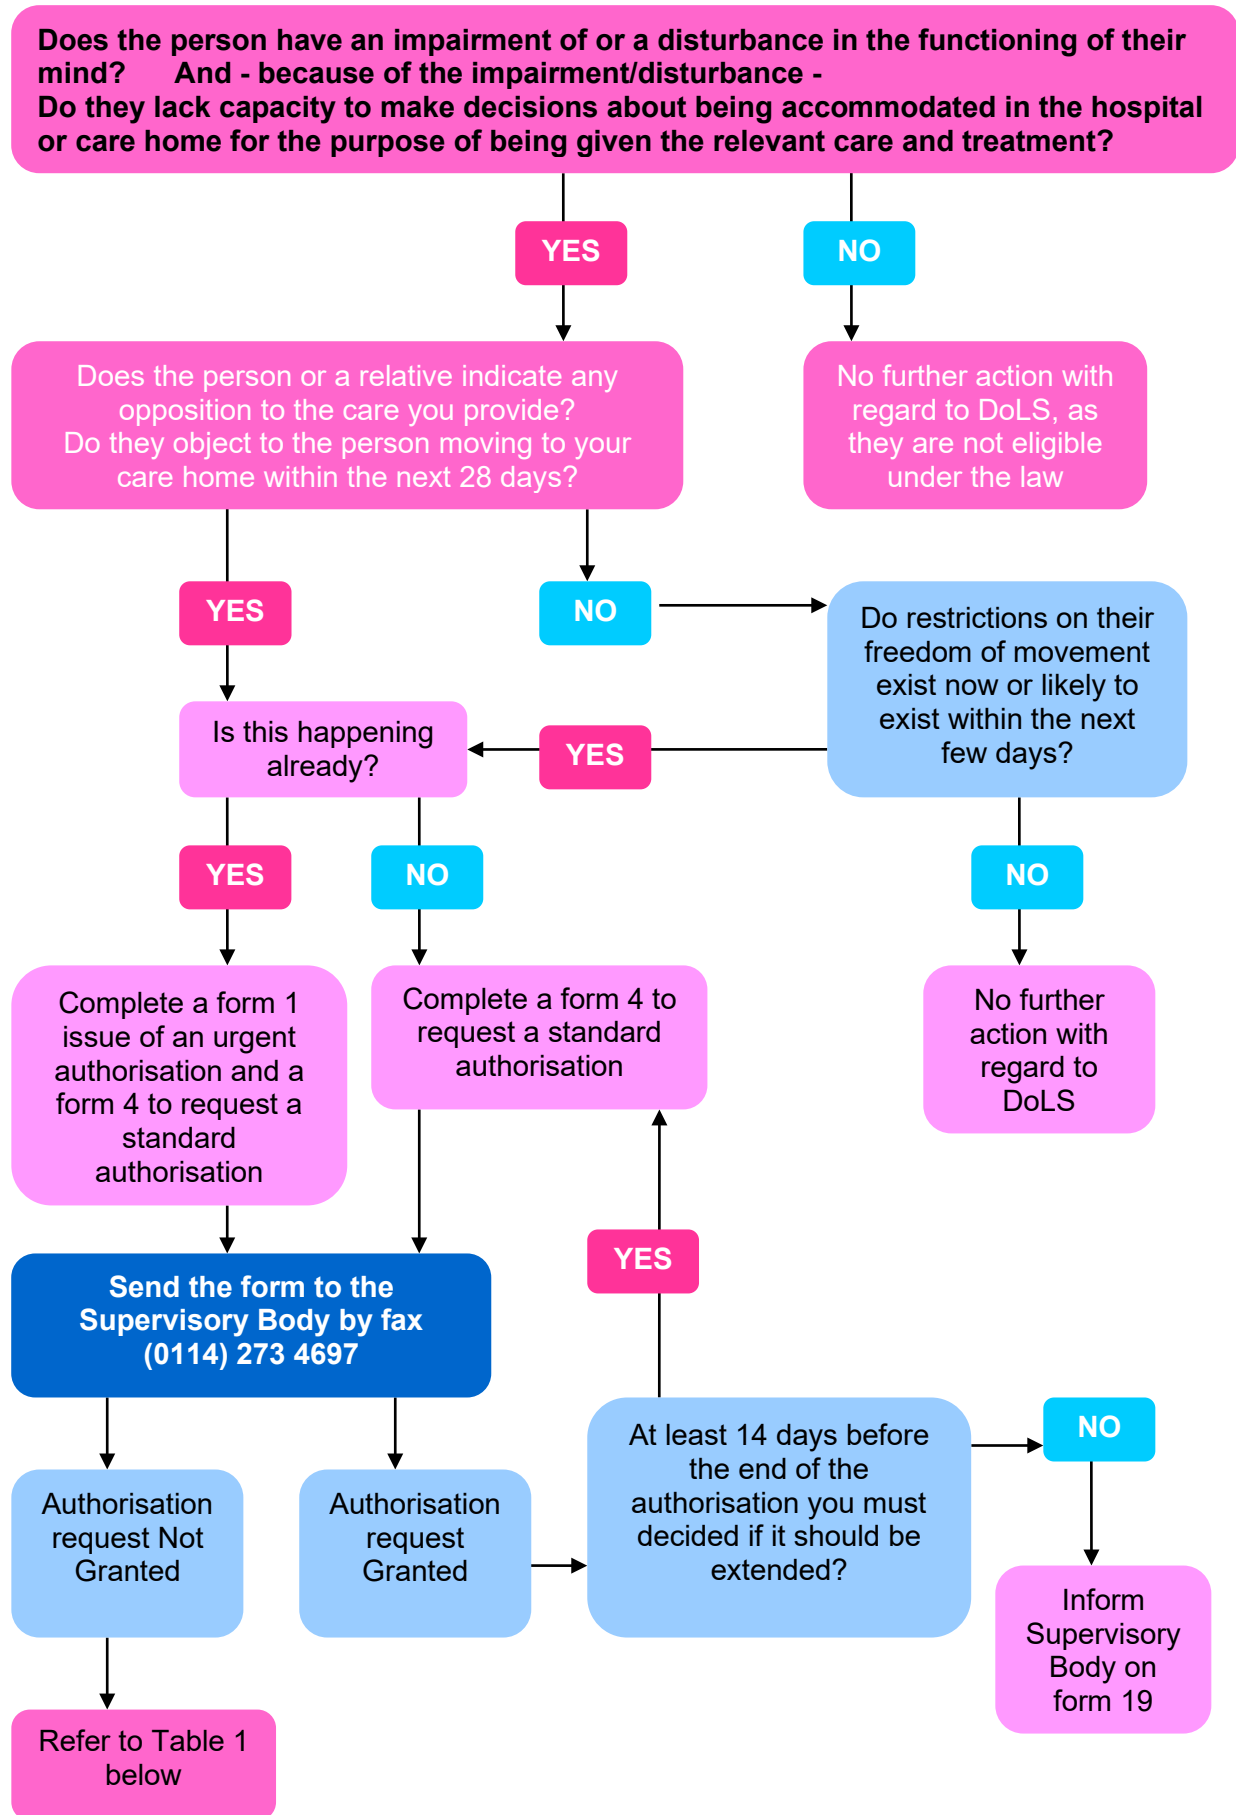 Does the person have an impairment of or a disturbance in the functioning of their
mind? And - because of the impairment/disturbance -
Do they lack capacity to make decisions about being accommodated in the hospital
or care home for the purpose of being given the relevant care and treatment?
YES
NO
Does the person or a relative indicate any
opposition to the care you provide?
Do they object to the person moving to your
care home within the next 28 days?
No further action with
regard to DoLS, as
they are not eligible
under the law
YES
NO
Do restrictions on their
freedom of movement
exist now or likely to
exist within the next
few days?
Is this happening
already?
YES
YES
NO
NO
Complete a form 1
issue of an urgent
authorisation and a
form 4 to request a
standard
authorisation
Complete a form 4 to
request a standard
authorisation
No further
action with
regard to
DoLS
YES
Send the form to the
Supervisory Body by fax
(0114) 273 4697
At least 14 days before
the end of the
authorisation you must
decided if it should be
extended?
NO
Authorisation
request Not
Granted
Authorisation
request
Granted
Inform
Supervisory
Body on
form 19
Refer to Table 1
below